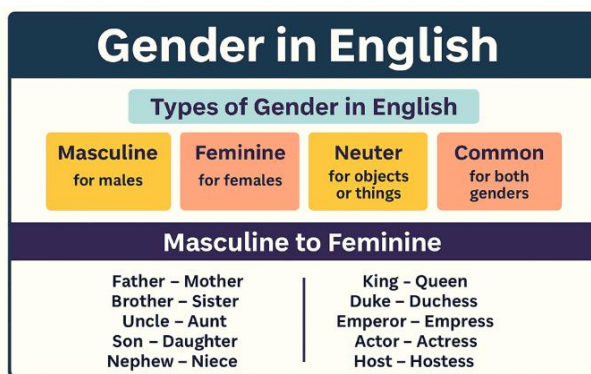 Gender in English
Types of Gender in English
Masculine
for males
Feminine
for females
Neuter
for objects
or things
Common
for both
genders
Masculine to Feminine
Father – Mother
Brother – Sister
Uncle – Aunt
Son – Daughter
Nephew – Niece
King - Queen
Duke – Duchess
Emperor – Empress
Actor – Actress
Host – Hostess